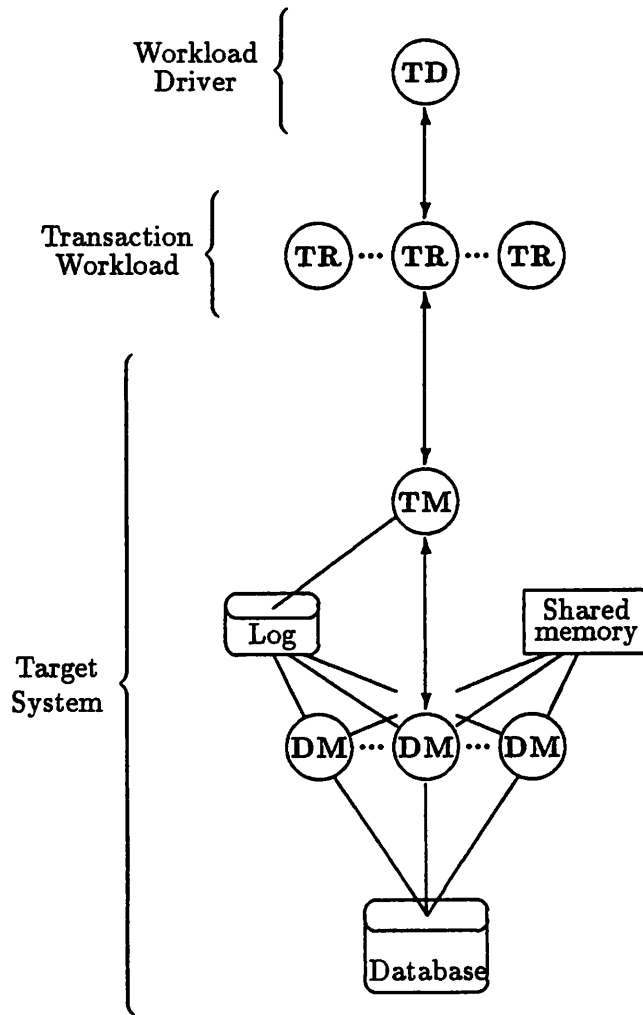 Workload
Driver
TD
Transaction
Workload
TR ... TR ... TR
TM
Log
Shared
memory
Target
System
DM ... DM ... DM
Database